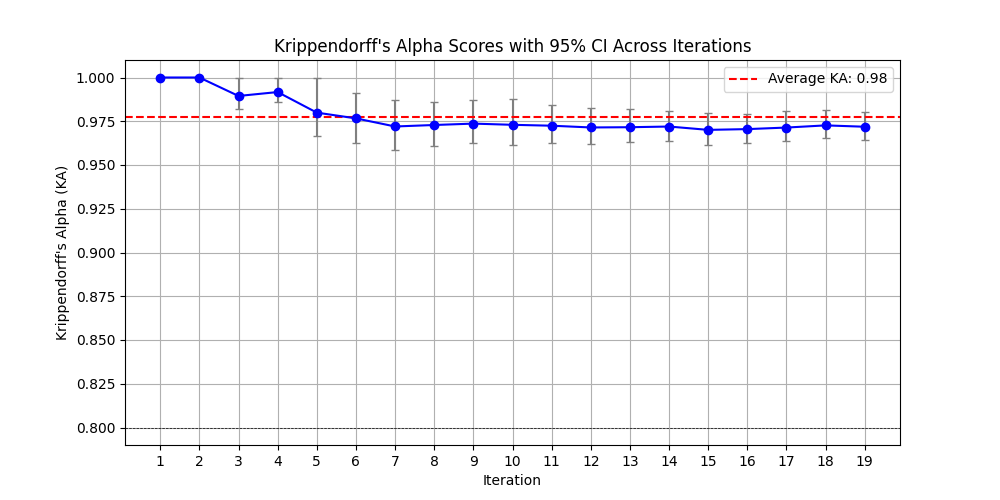 Krippendorff's Alpha Scores with 95% CI Across Iterations
Average KA: 0.98
Krippendorff's Alpha (KA)
1.000
0.975
0.950
0.925
0.900
0.875
0.850
0.825
0.800
1 2 3 4 5 6 7 8 9 10 11 12 13 14 15 16 17 18 19
Iteration